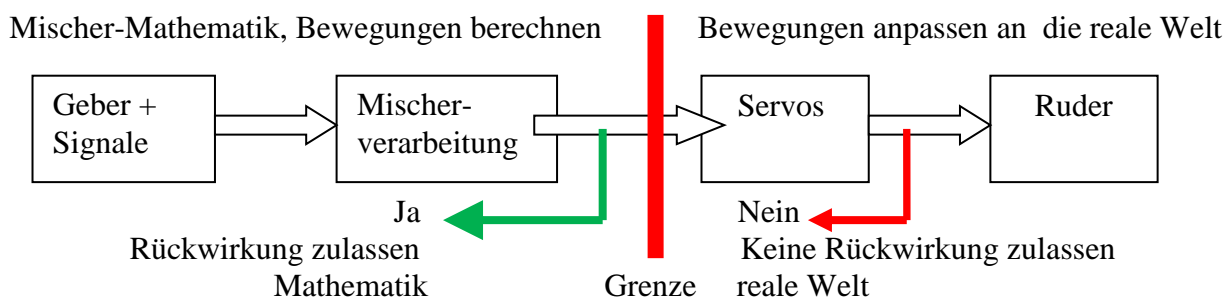 Mischer-Mathematik, Bewegungen berechnen
Bewegungen anpassen an die reale Welt
Geber +
Signale
Mischer-
verarbeitung
Servos
Ruder
Ja
Rückwirkung zulassen
Mathematik
Grenze
Nein
Keine Rückwirkung zulassen
reale Welt